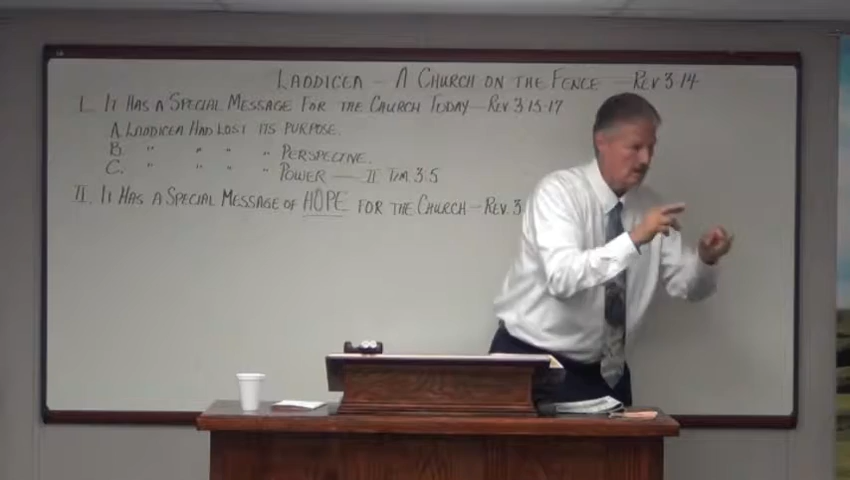 LAODICEA - A CHURCH ON THE FENCE - REV 3:14
I. IT HAS A SPECIAL MESSAGE FOR THE CHURCH TODAY - REV 3:15-17
A. LAODICEA HAD LOST ITS PURPOSE.
B. " " " " PERSPECTIVE.
C. " " " " POWER - II TIM. 3:5
II. IT HAS A SPECIAL MESSAGE OF HOPE FOR THE CHURCH - REV. 3